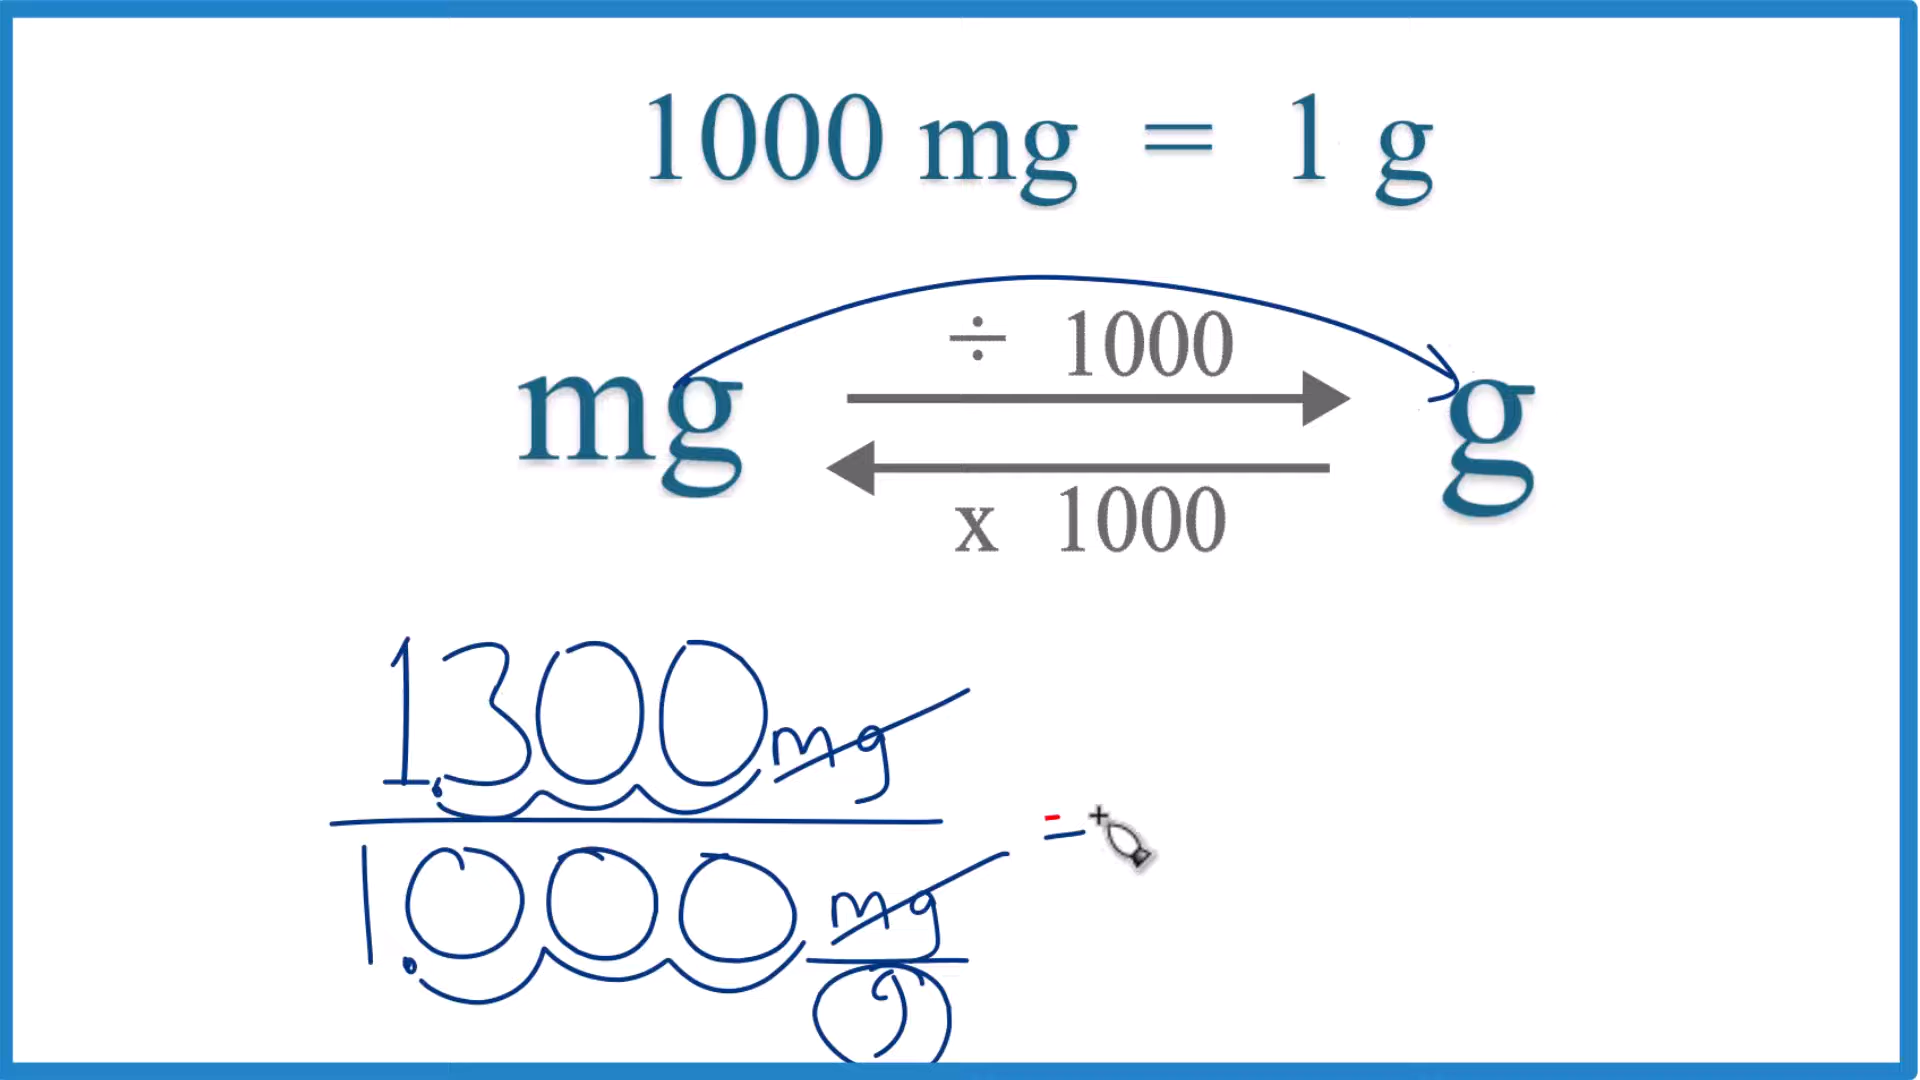 1000 mg = 1 g
÷ 1000
mg g
x 1000
1.300 mg
=
1.000 mg
g